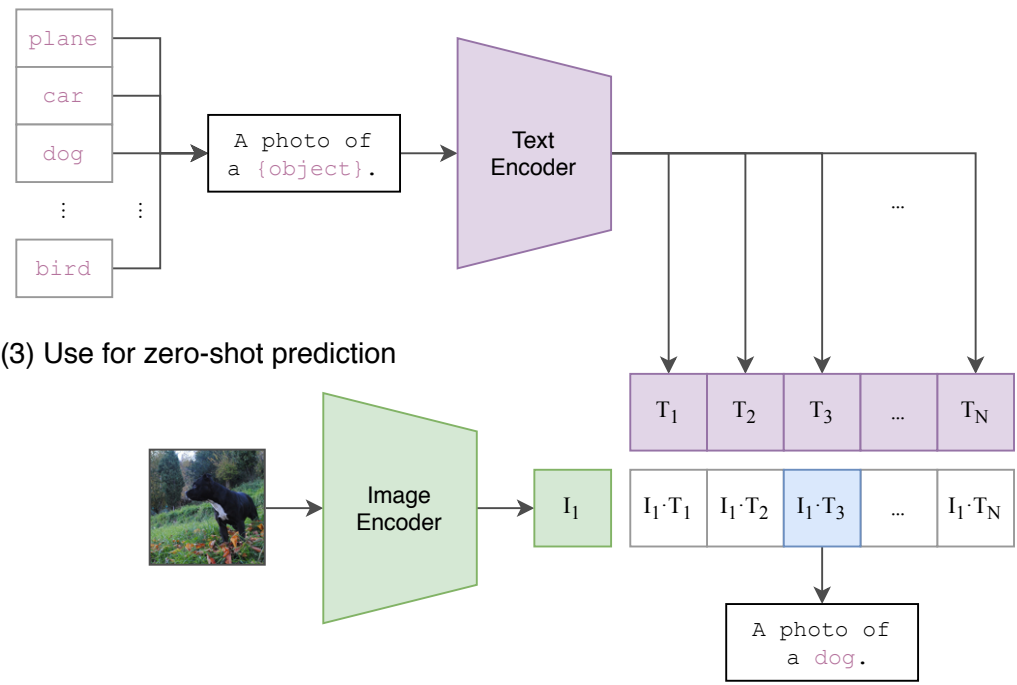 plane
car
dog
⋮ ⋮
bird
A photo of
a {object}.
Text
Encoder
...
(3) Use for zero-shot prediction
T1 T2 T3 ... TN
Image
Encoder
I1
I1·T1 I1·T2 I1·T3 ... I1·TN
A photo of
a dog.